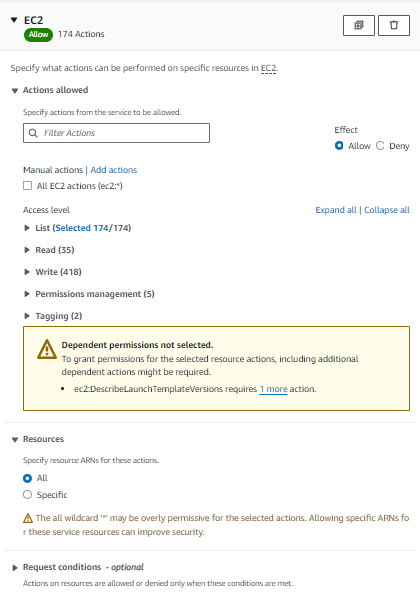 EC2
Allow 174 Actions
Specify what actions can be performed on specific resources in EC2.
Actions allowed
Specify actions from the service to be allowed.
Filter Actions
Effect
Allow Deny
Manual actions | Add actions
All EC2 actions (ec2:*)
Access level
Expand all | Collapse all
List (Selected 174/174)
Read (35)
Write (418)
Permissions management (5)
Tagging (2)
Dependent permissions not selected.
To grant permissions for the selected resource actions, including additional
dependent actions might be required.
• ec2:DescribeLaunchTemplateVersions requires 1 more action.
Resources
Specify resource ARNs for these actions.
All
Specific
The all wildcard '*' may be overly permissive for the selected actions. Allowing specific ARNs fo
r these service resources can improve security.
Request conditions - optional
Actions on resources are allowed or denied only when these conditions are met.